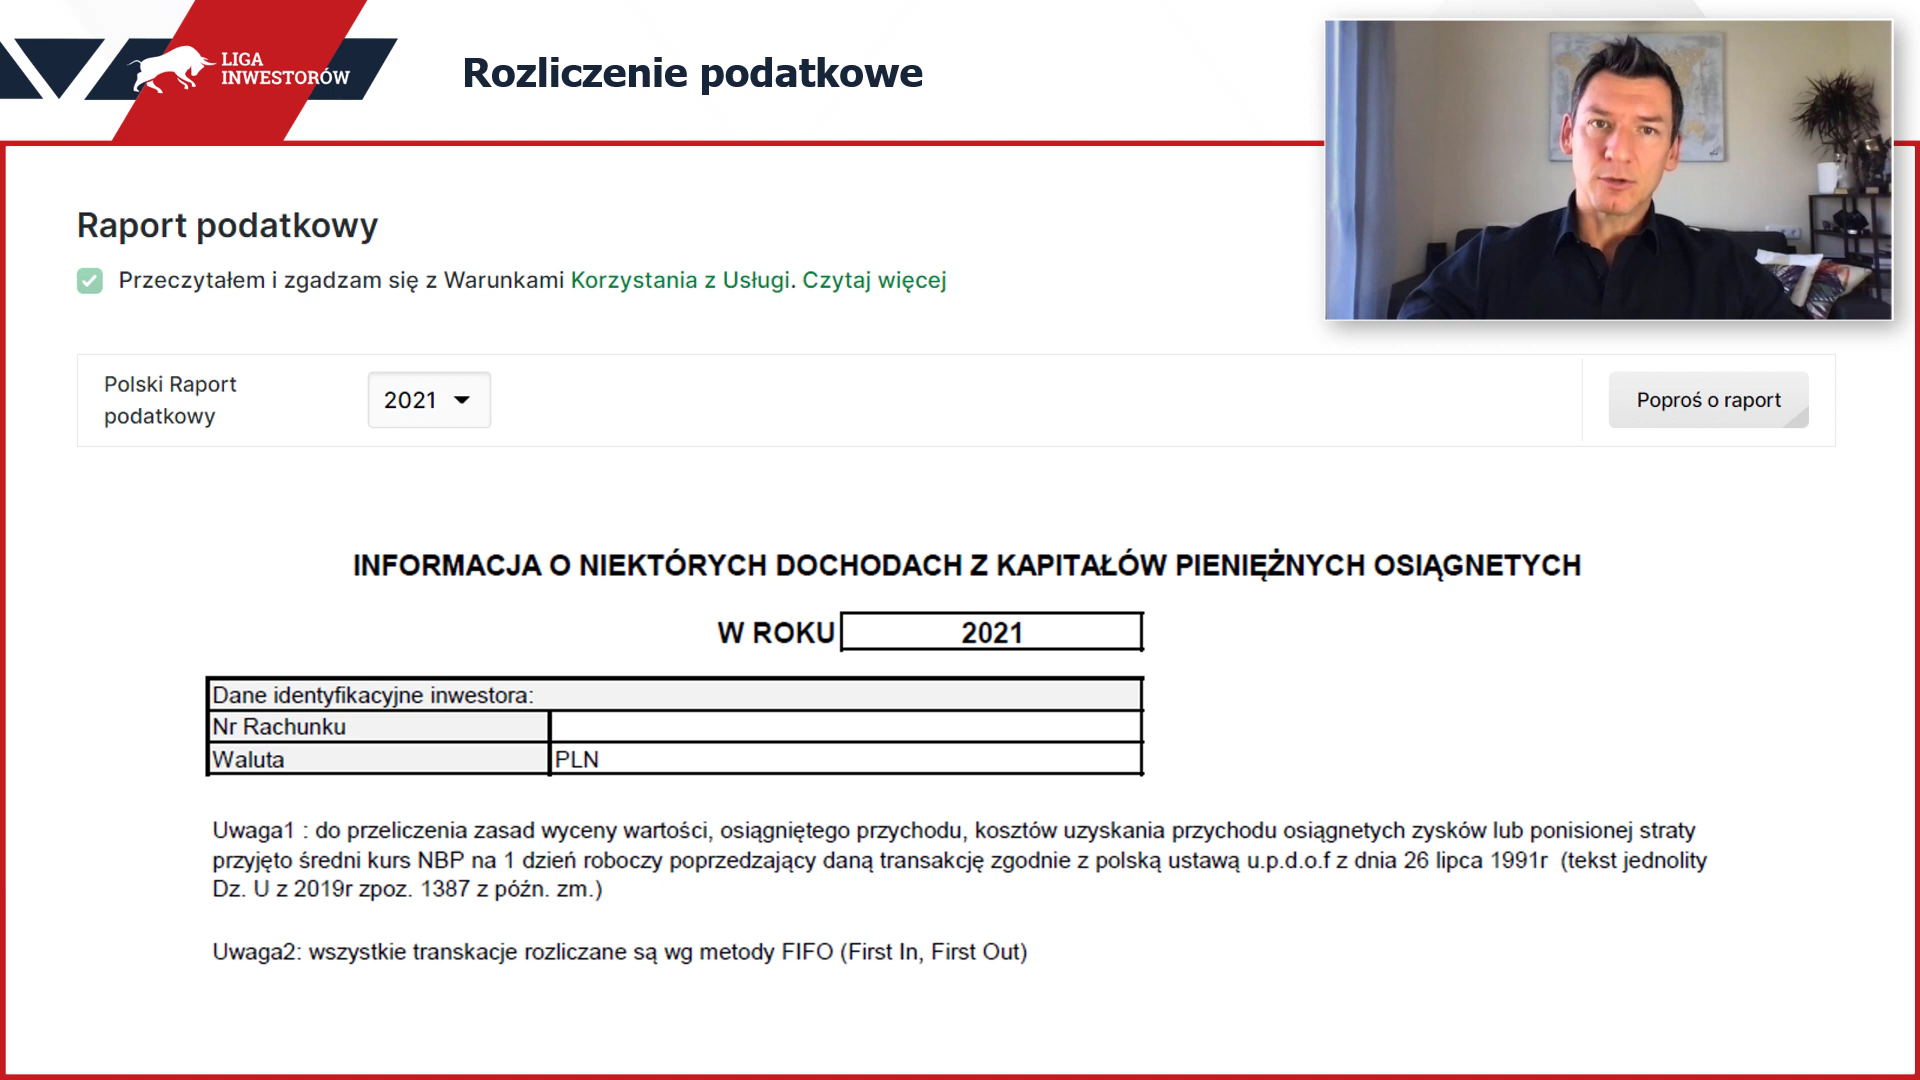 LIGA
INWESTORÓW
Rozliczenie podatkowe
Raport podatkowy
Przeczytałem i zgadzam się z Warunkami Korzystania z Usługi. Czytaj więcej
Polski Raport
podatkowy
2021
Poproś o raport
INFORMACJA O NIEKTÓRYCH DOCHODACH Z KAPITAŁÓW PIENIĘŻNYCH OSIĄGNETYCH
W ROKU 2021
Dane identyfikacyjne inwestora:
Nr Rachunku
Waluta PLN
Uwaga1 : do przeliczenia zasad wyceny wartości, osiągniętego przychodu, kosztów uzyskania przychodu osiągnetych zysków lub ponisionej straty
przyjęto średni kurs NBP na 1 dzień roboczy poprzedzający daną transakcję zgodnie z polską ustawą u.p.d.o.f z dnia 26 lipca 1991r (tekst jednolity
Dz. U z 2019r zpoz. 1387 z późn. zm.)
Uwaga2: wszystkie transkacje rozliczane są wg metody FIFO (First In, First Out)